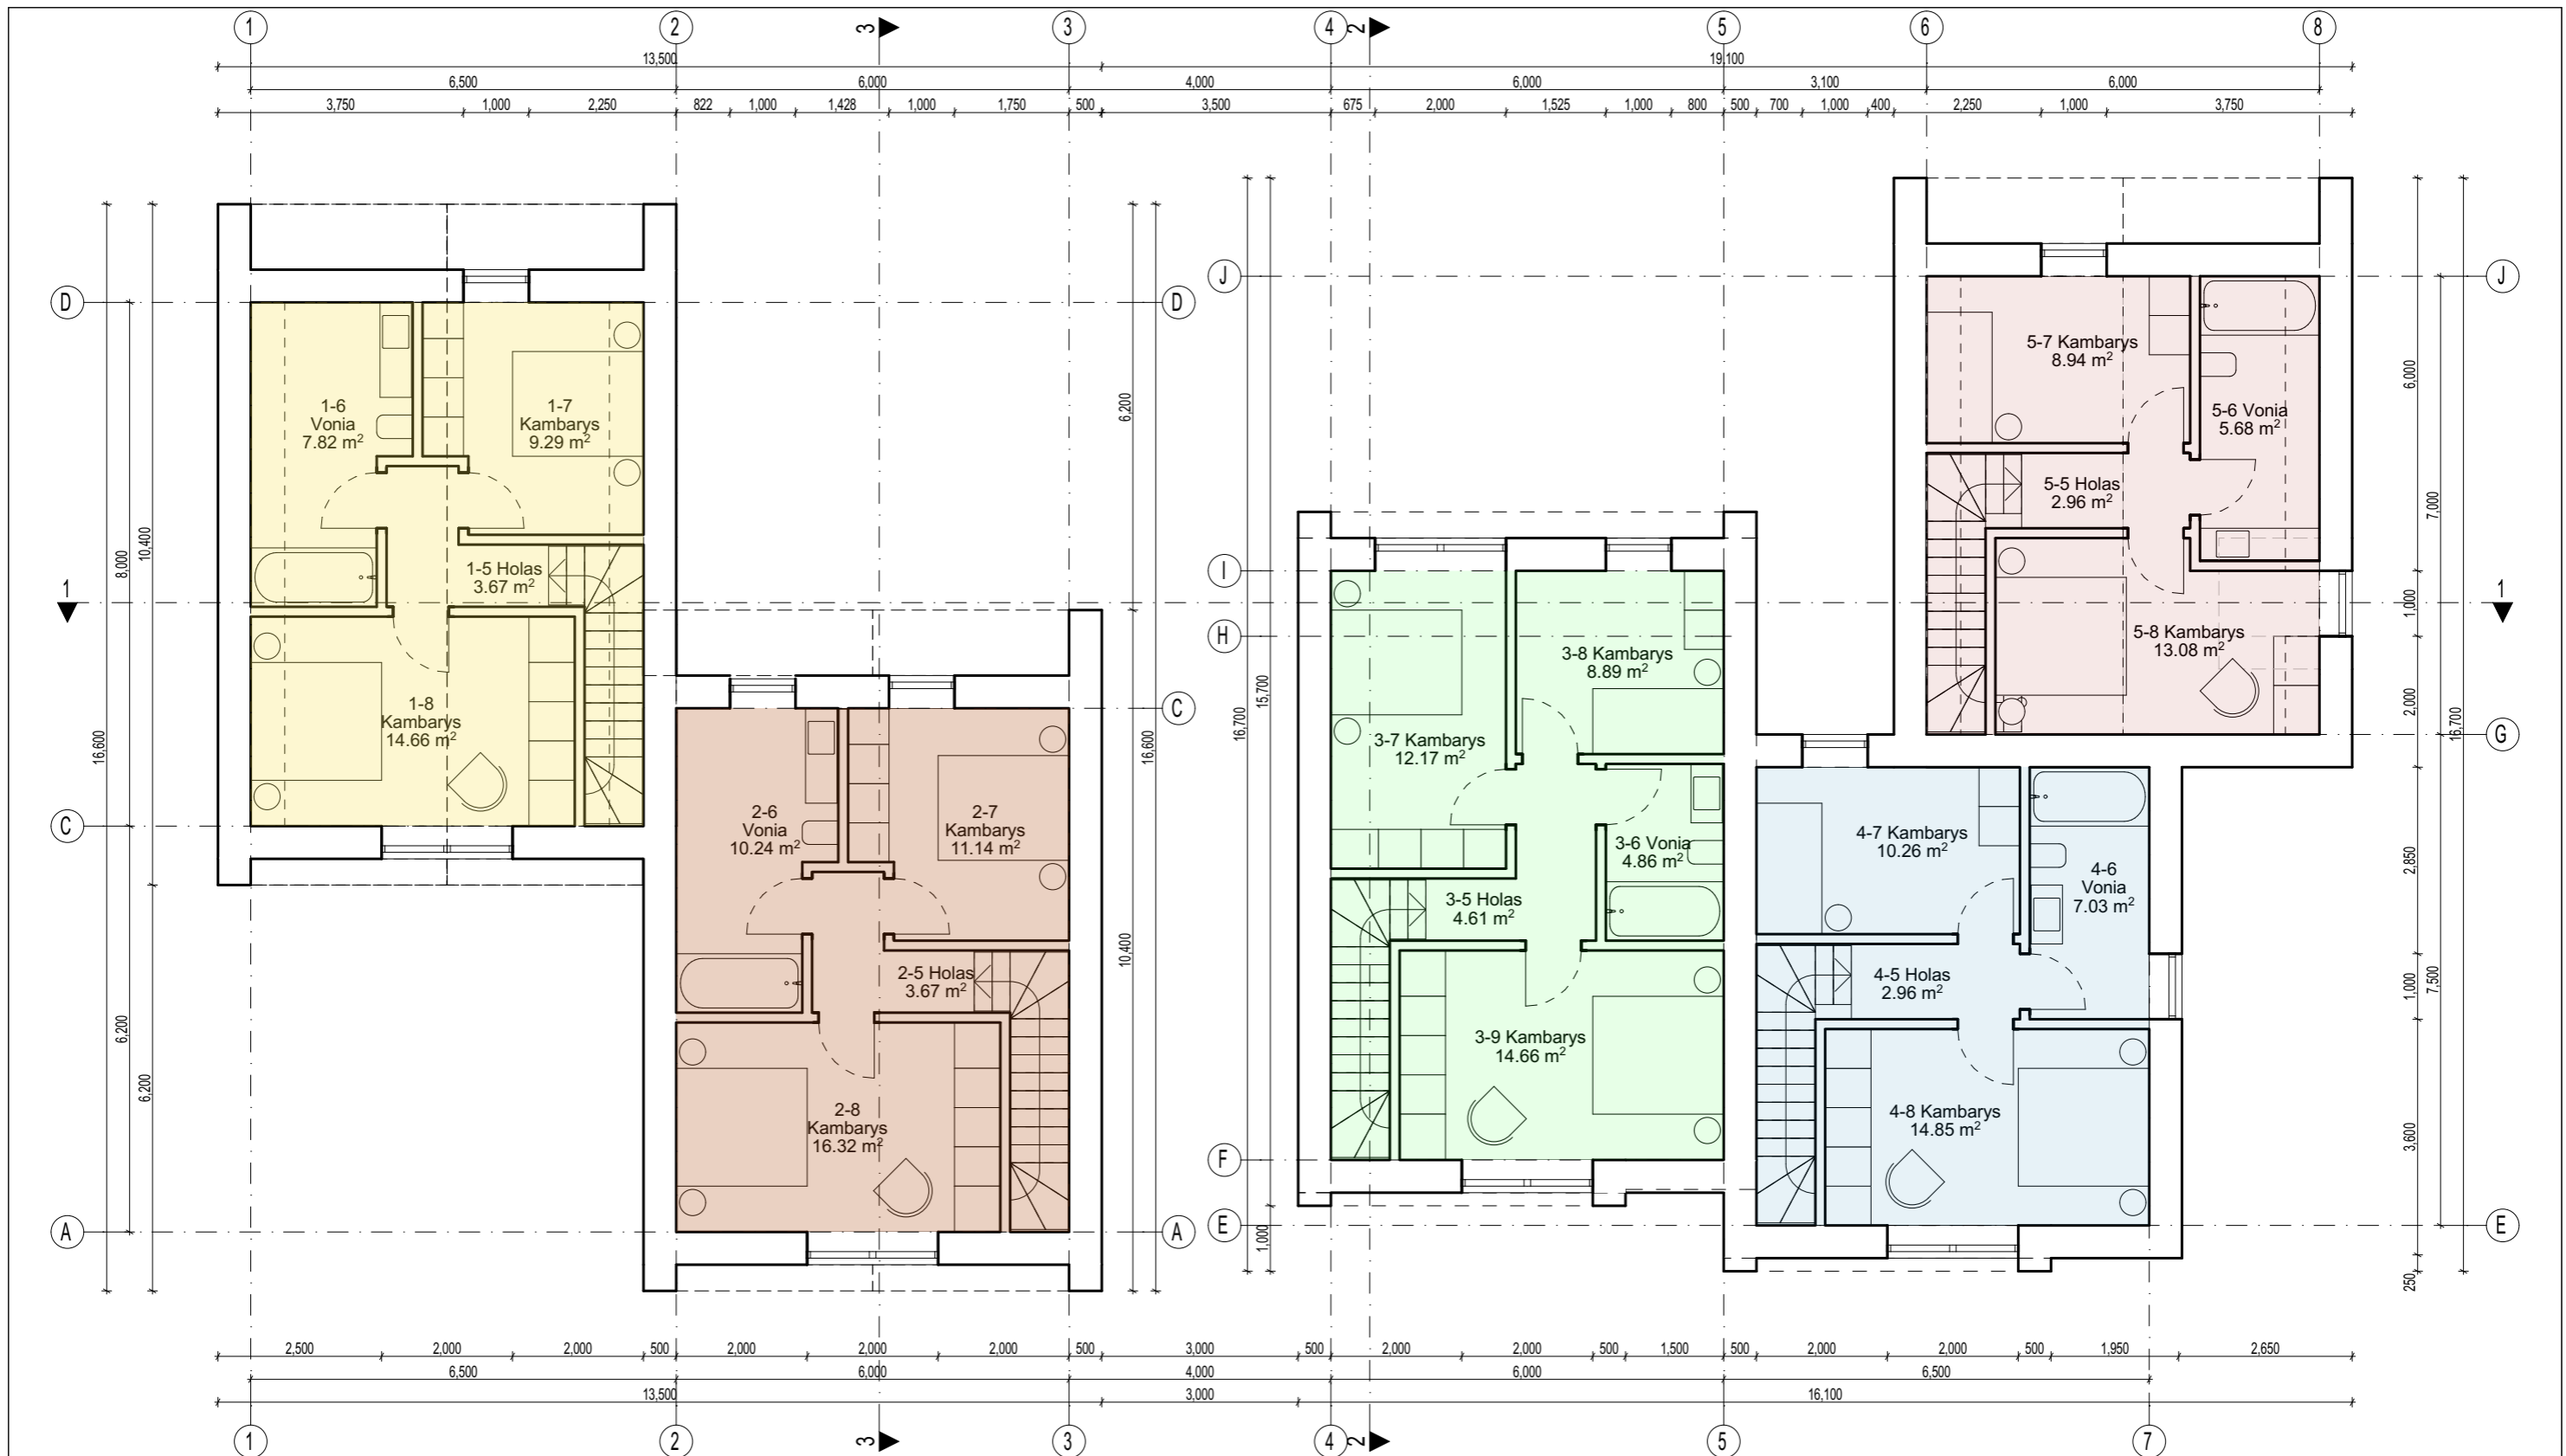 1 2 3 3 4 2 5 6 8
13,500 19,100
6,500 6,000 4,000 6,000 3,100 6,000
3,750 1,000 2,250 822 1,000 1,428 1,000 1,750 500 3,500 675 2,000 1,525 1,000 800 500 700 1,000 400 2,250 1,000 3,750
J J
D D
5-7 Kambarys
8.94 m²
6,000
1-6
Vonia
7.82 m²
1-7
Kambarys
9.29 m²
6,200
5-6 Vonia
5.68 m²
5-5 Holas
2.96 m²
7,000
8,000
10,400
1-5 Holas
3.67 m²
I
1 1
1,000
H
5-8 Kambarys
13.08 m²
3-8 Kambarys
8.89 m²
15,700
16,700
2,000
16,700
C
G
1-8
Kambarys
14.66 m²
16,600
16,600
3-7 Kambarys
12.17 m²
C
2-6
Vonia
10.24 m²
2-7
Kambarys
11.14 m²
3-6 Vonia
4.86 m²
4-7 Kambarys
10.26 m²
4-6
Vonia
7.03 m²
2,850
3-5 Holas
4.61 m²
10,400
2-5 Holas
3.67 m²
4-5 Holas
2.96 m²
1,000
7,500
6,200
6,200
3-9 Kambarys
14.66 m²
2-8
Kambarys
16.32 m²
4-8 Kambarys
14.85 m²
3,600
F
A A
E E
1,000
250
2,500 2,000 2,000 500 2,000 2,000 2,000 500 3,000 500 2,000 2,000 500 1,500 500 2,000 2,000 500 1,950 2,650
6,500 6,000 4,000 6,000 6,500
13,500 3,000 16,100
1 2 3 3 4 2 5 7